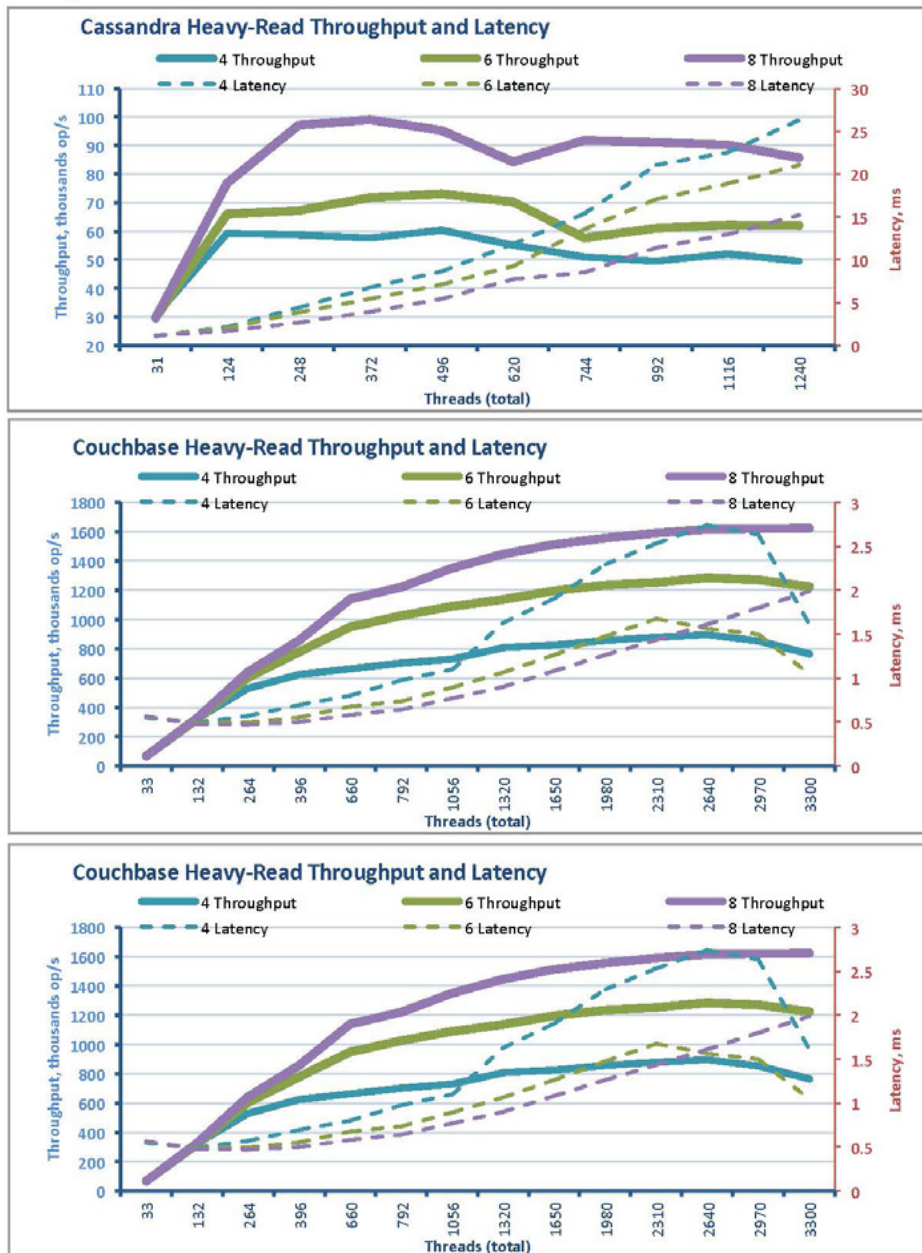 Cassandra Heavy-Read Throughput and Latency
4 Throughput 6 Throughput 8 Throughput
4 Latency 6 Latency 8 Latency
Throughput, thousands op/s
110
100
90
80
70
60
50
40
30
20
30
25
20
15
10
5
0
Latency, ms
31 124 248 372 496 620 744 992 1116 1240
Threads (total)
Couchbase Heavy-Read Throughput and Latency
4 Throughput 6 Throughput 8 Throughput
4 Latency 6 Latency 8 Latency
Throughput, thousands op/s
1800
1600
1400
1200
1000
800
600
400
200
0
3
2.5
2
1.5
1
0.5
0
Latency, ms
33 132 264 396 660 792 1056 1320 1650 1980 2310 2640 2970 3300
Threads (total)
Couchbase Heavy-Read Throughput and Latency
4 Throughput 6 Throughput 8 Throughput
4 Latency 6 Latency 8 Latency
Throughput, thousands op/s
1800
1600
1400
1200
1000
800
600
400
200
0
3
2.5
2
1.5
1
0.5
0
Latency, ms
33 132 264 396 660 792 1056 1320 1650 1980 2310 2640 2970 3300
Threads (total)